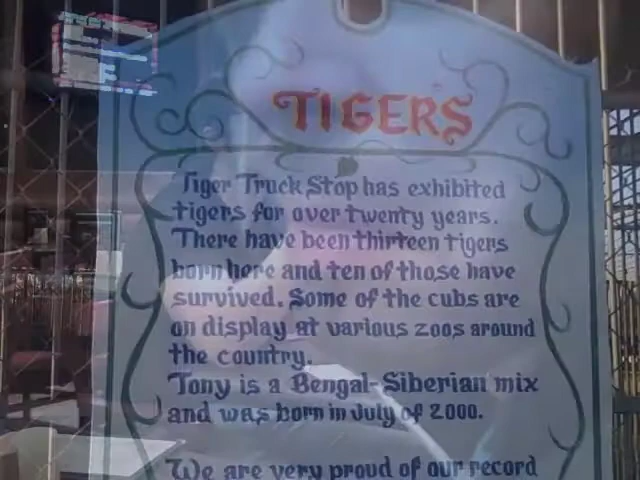 TIGERS
Tiger Truck Stop has exhibited
tigers for over twenty years.
There have been thirteen tigers
born here and ten of those have
survived. Some of the cubs are
on display at various zoos around
the country.
Tony is a Bengal-Siberian mix
and was born in July of 2000.
We are very proud of our record